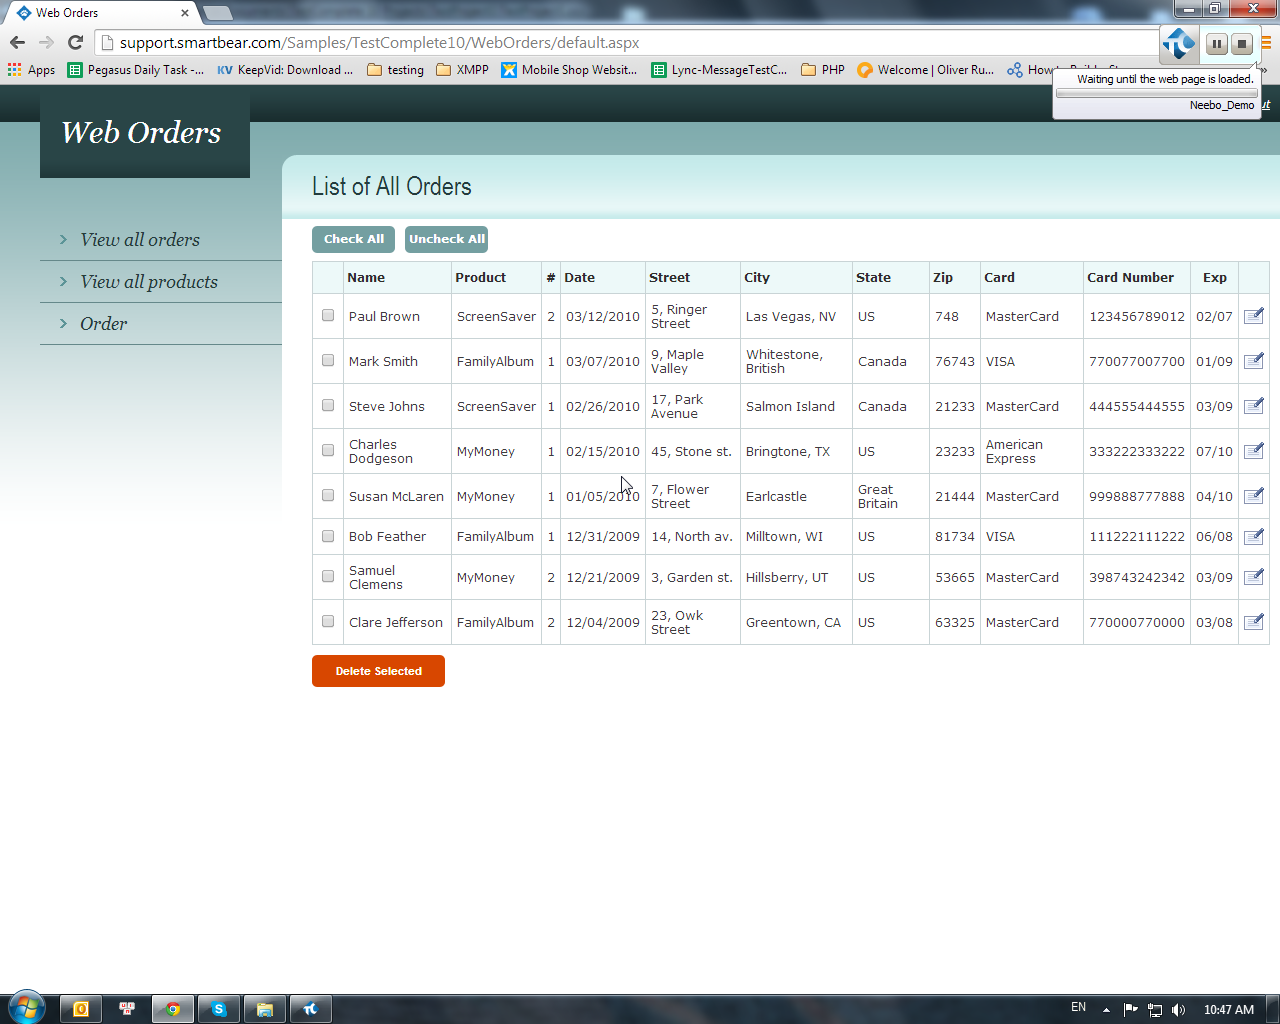 Web Orders
support.smartbear.com/Samples/TestComplete10/WebOrders/default.aspx
Apps Pegasus Daily Task -... KV KeepVid: Download ... testing XMPP Mobile Shop Websit... Lync-MessageTestC... PHP Welcome | Oliver Ru...
Waiting until the web page is loaded.
Neebo_Demo
Web Orders
List of All Orders
View all orders
View all products
Order
Check All Uncheck All
Name Product # Date Street City State Zip Card Card Number Exp
Paul Brown ScreenSaver 2 03/12/2010 5, Ringer Street Las Vegas, NV US 748 MasterCard 123456789012 02/07
Mark Smith FamilyAlbum 1 03/07/2010 9, Maple Valley Whitestone, British Canada 76743 VISA 770077007700 01/09
Steve Johns ScreenSaver 1 02/26/2010 17, Park Avenue Salmon Island Canada 21233 MasterCard 444555444555 03/09
Charles Dodgeson MyMoney 1 02/15/2010 45, Stone st. Bringtone, TX US 23233 American Express 333222333222 07/10
Susan McLaren MyMoney 1 01/05/2010 7, Flower Street Earlcastle Great Britain 21444 MasterCard 999888777888 04/10
Bob Feather FamilyAlbum 1 12/31/2009 14, North av. Milltown, WI US 81734 VISA 111222111222 06/08
Samuel Clemens MyMoney 2 12/21/2009 3, Garden st. Hillsberry, UT US 53665 MasterCard 398743242342 03/09
Clare Jefferson FamilyAlbum 2 12/04/2009 23, Owk Street Greentown, CA US 63325 MasterCard 770000770000 03/08
Delete Selected
EN 10:47 AM